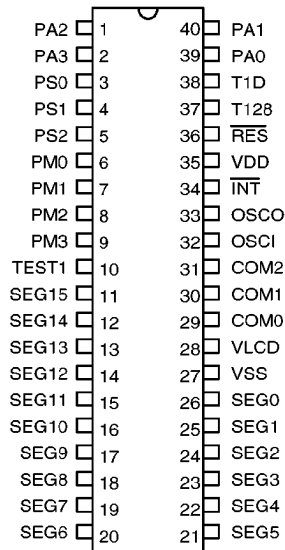 PA2 1 40 PA1
PA3 2 39 PA0
PS0 3 38 T1D
PS1 4 37 T128
PS2 5 36 RES
PM0 6 35 VDD
PM1 7 34 INT
PM2 8 33 OSCO
PM3 9 32 OSCI
TEST1 10 31 COM2
SEG15 11 30 COM1
SEG14 12 29 COM0
SEG13 13 28 VLCD
SEG12 14 27 VSS
SEG11 15 26 SEG0
SEG10 16 25 SEG1
SEG9 17 24 SEG2
SEG8 18 23 SEG3
SEG7 19 22 SEG4
SEG6 20 21 SEG5